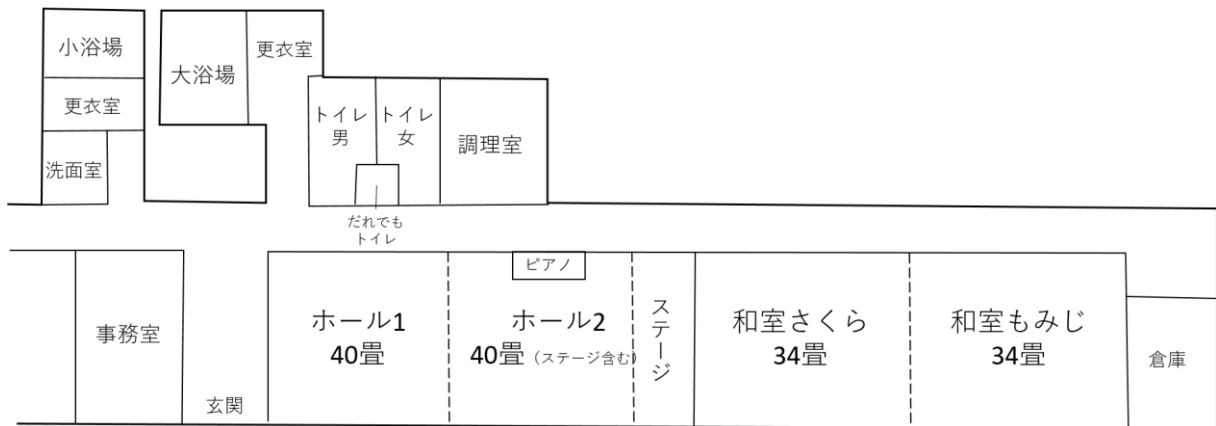 小浴場
更衣室
洗面室
大浴場
更衣室
トイレ
男
トイレ
女
調理室
だれでも
トイレ
事務室
玄関
ホール1
40畳
ピアノ
ホール2
40畳（ステージ含む）
ステージ
和室さくら
34畳
和室もみじ
34畳
倉庫